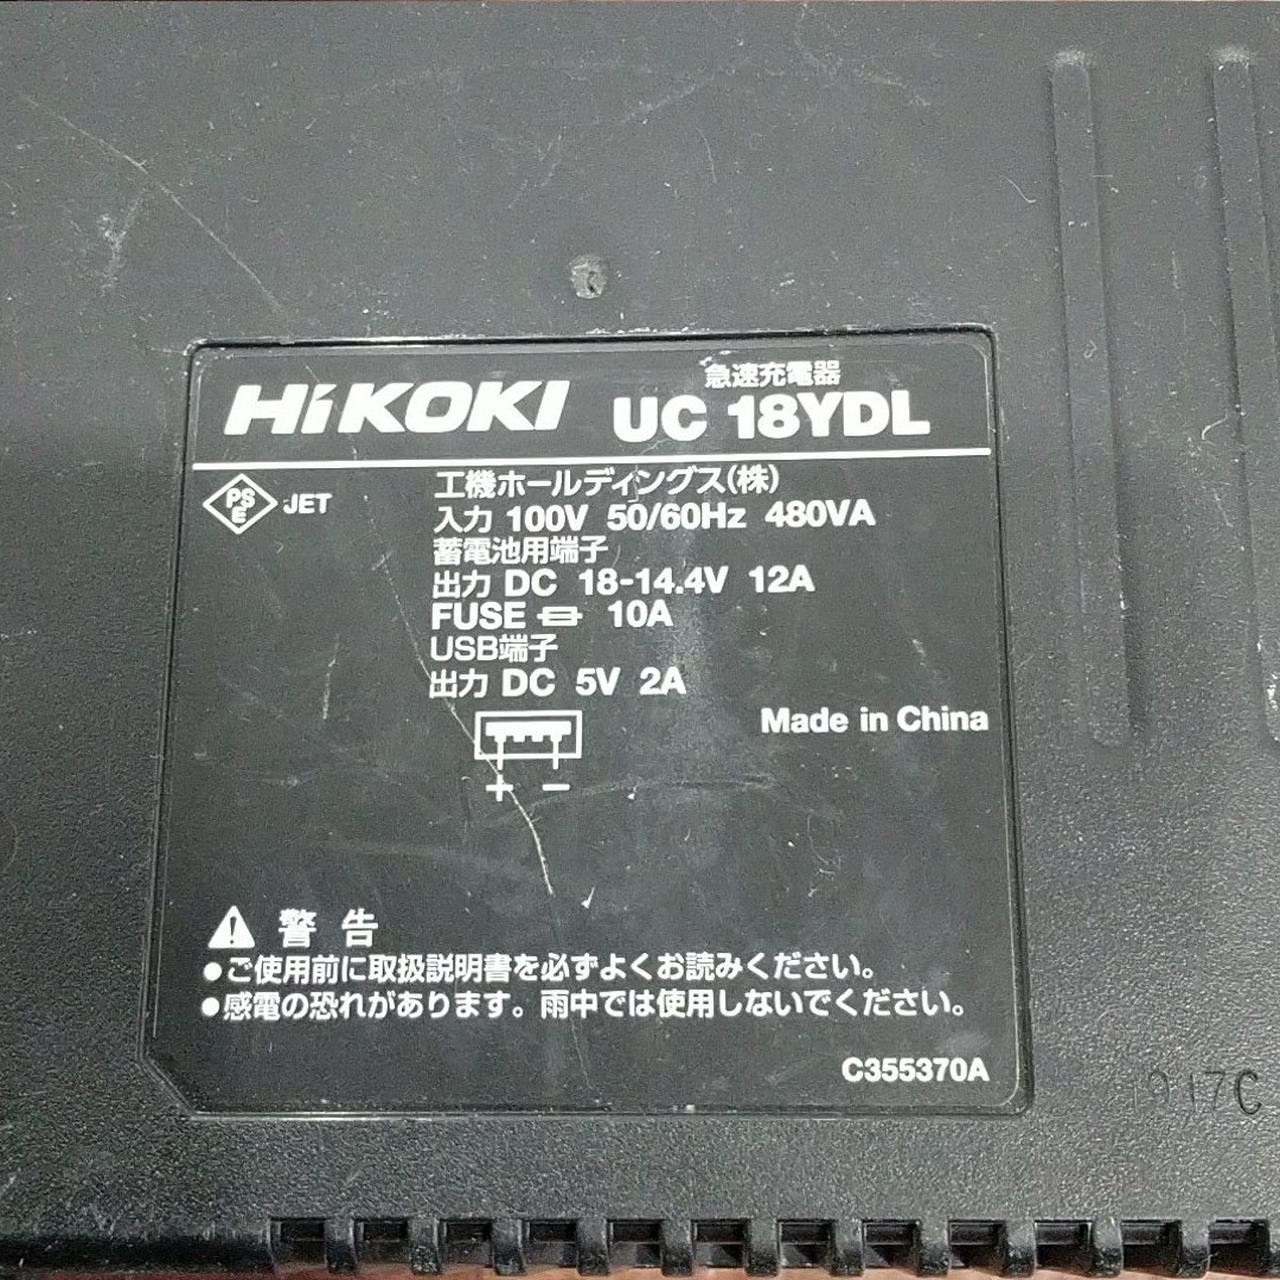 HiKOKI
急速充電器
UC 18YDL
PSE JET
工機ホールディングス(株)
入力 100V 50/60Hz 480VA
蓄電池用端子
出力 DC 18-14.4V 12A
FUSE 10A
USB端子
出力 DC 5V 2A
Made in China
+ −
警告
●ご使用前に取扱説明書を必ずよくお読みください。
●感電の恐れがあります。雨中では使用しないでください。
C355370A